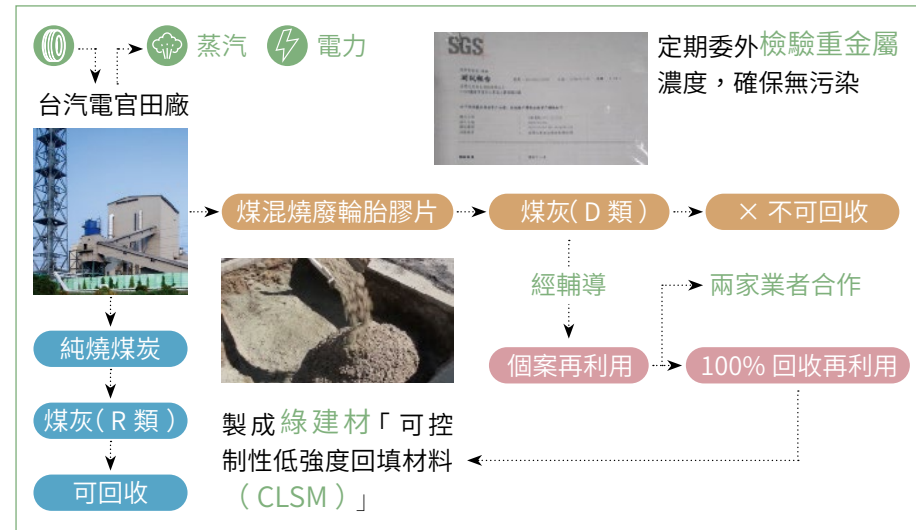 蒸汽 電力
台汽電官田廠
SGS
測試報告
定期委外檢驗重金屬
濃度，確保無污染
煤混燒廢輪胎膠片
煤灰（D 類）
× 不可回收
經輔導
兩家業者合作
個案再利用
100% 回收再利用
純燒煤炭
煤灰（R 類）
可回收
製成綠建材「可控
制性低強度回填材料
（CLSM）」